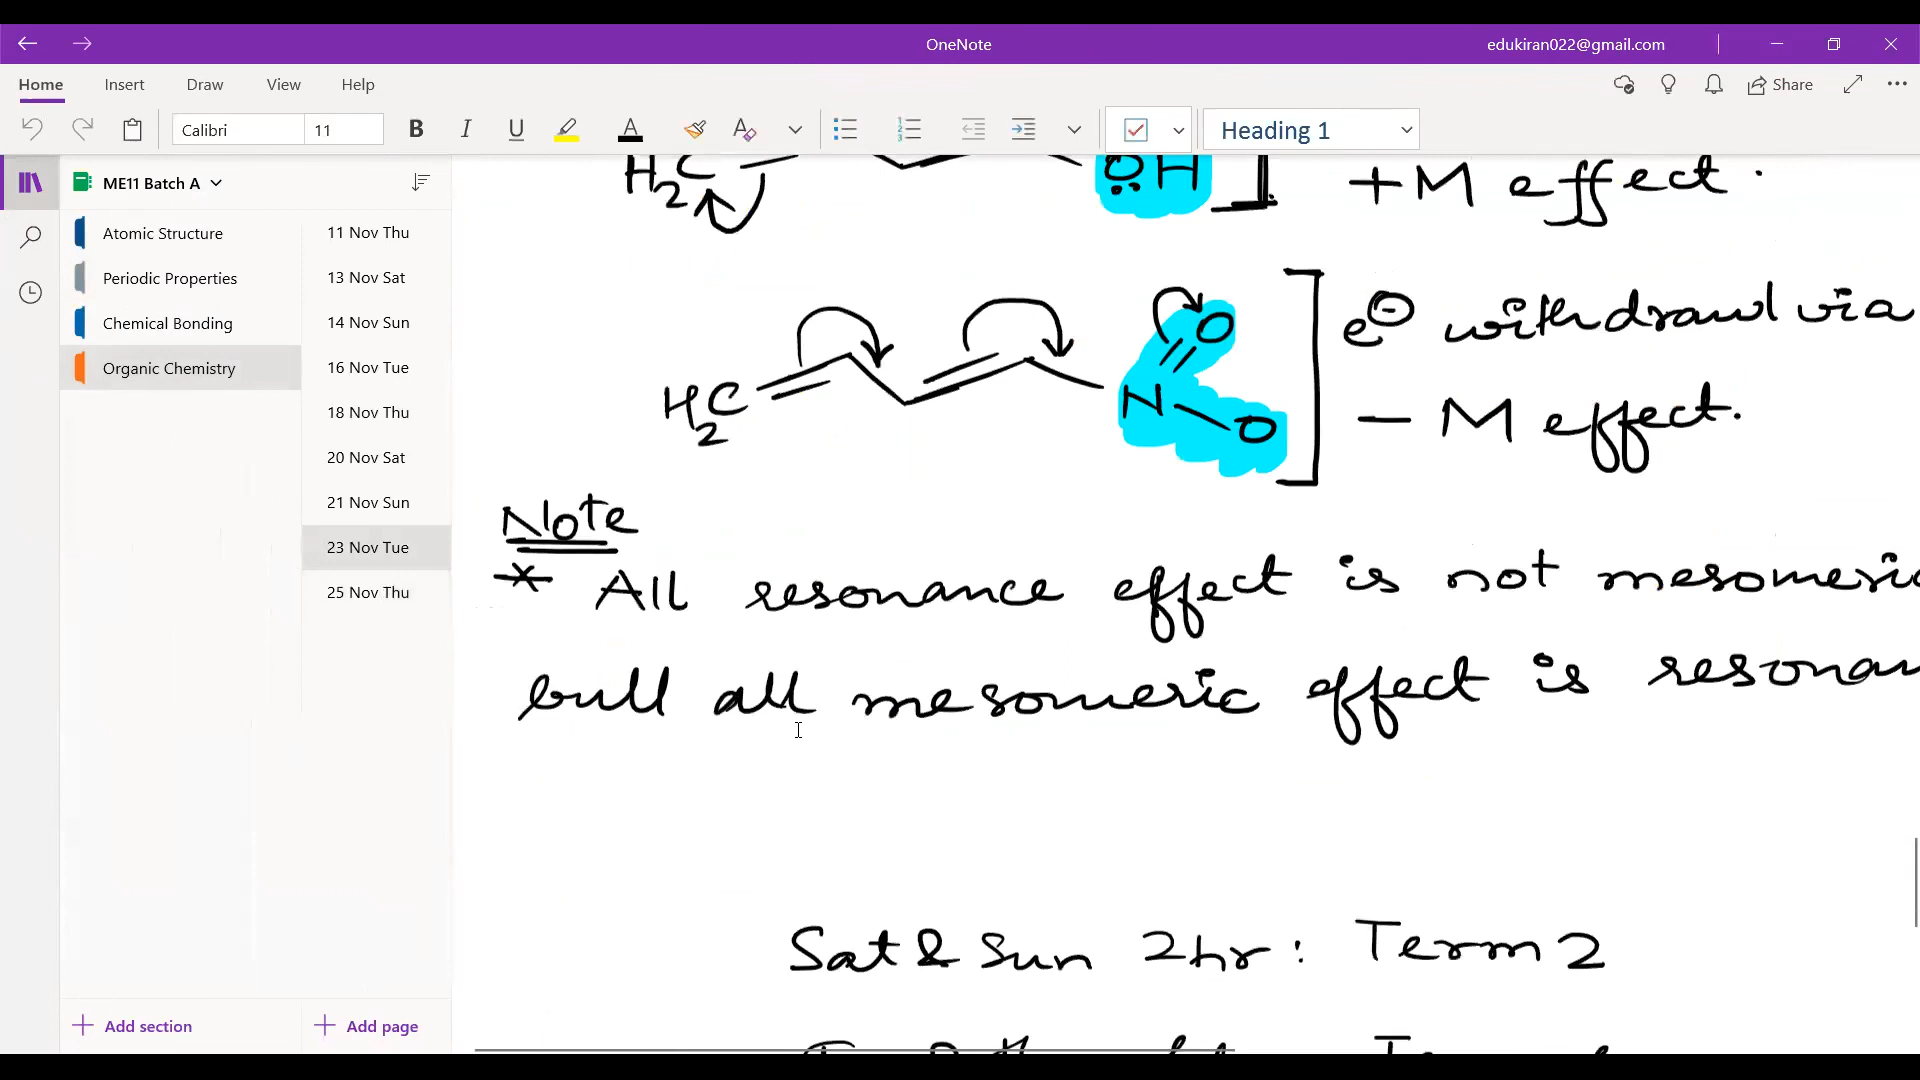 OneNote
edukiran022@gmail.com
Home Insert Draw View Help
Share
Calibri 11 B I U A Heading 1
ME11 Batch A
Atomic Structure
Periodic Properties
Chemical Bonding
Organic Chemistry
11 Nov Thu
13 Nov Sat
14 Nov Sun
16 Nov Tue
18 Nov Thu
20 Nov Sat
21 Nov Sun
23 Nov Tue
25 Nov Thu
Add section
Add page
H2C OH + M effect.
O e⊖ withdrawl via
H2C N O - M effect.
Note
* All resonance effect is not mesomeric
bull all mesomeric effect is resonan
Sat & Sun 2hr : Term 2